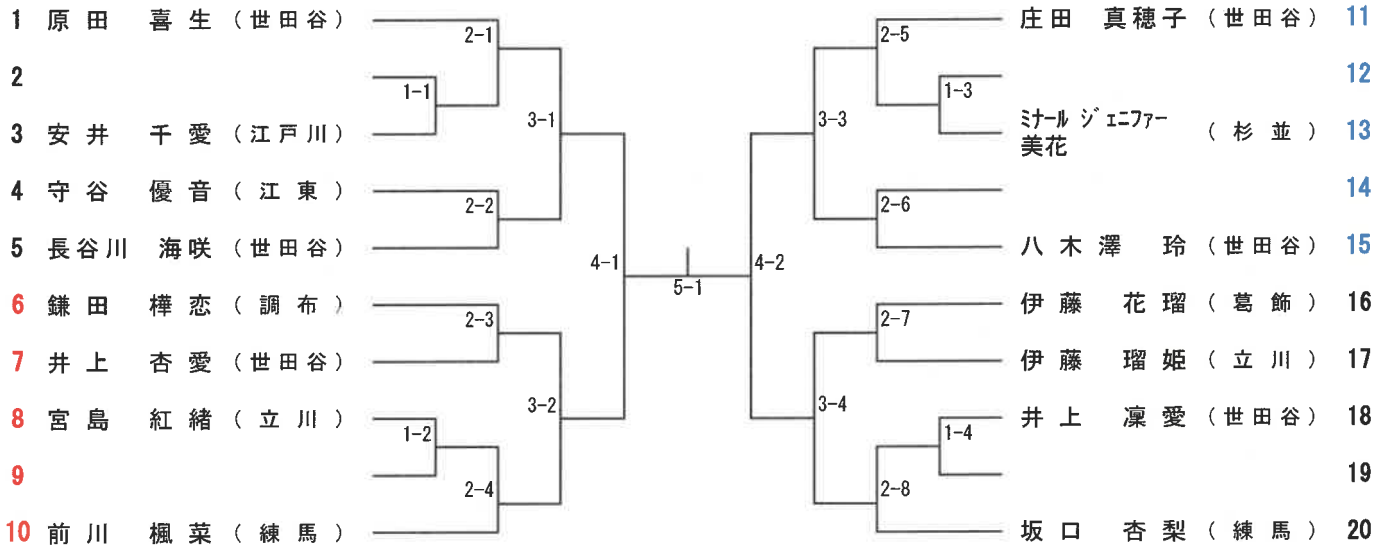 1 原田 喜生 (世田谷)
2
3 安井 千愛 (江戸川)
4 守谷 優音 (江東)
5 長谷川 海咲 (世田谷)
6 鎌田 樺恋 (調布)
7 井上 杏愛 (世田谷)
8 宮島 紅緒 (立川)
9
10 前川 楓菜 (練馬)
2-1
1-1
3-1
2-2
4-1
2-3
3-2
1-2
2-4
5-1
2-5
1-3
3-3
2-6
4-2
2-7
3-4
1-4
2-8
庄田 真穂子 (世田谷) 11
12
ミナール ジェニファー
美花 (杉並) 13
14
八木澤 玲 (世田谷) 15
伊藤 花瑠 (葛飾) 16
伊藤 瑠姫 (立川) 17
井上 凜愛 (世田谷) 18
19
坂口 杏梨 (練馬) 20